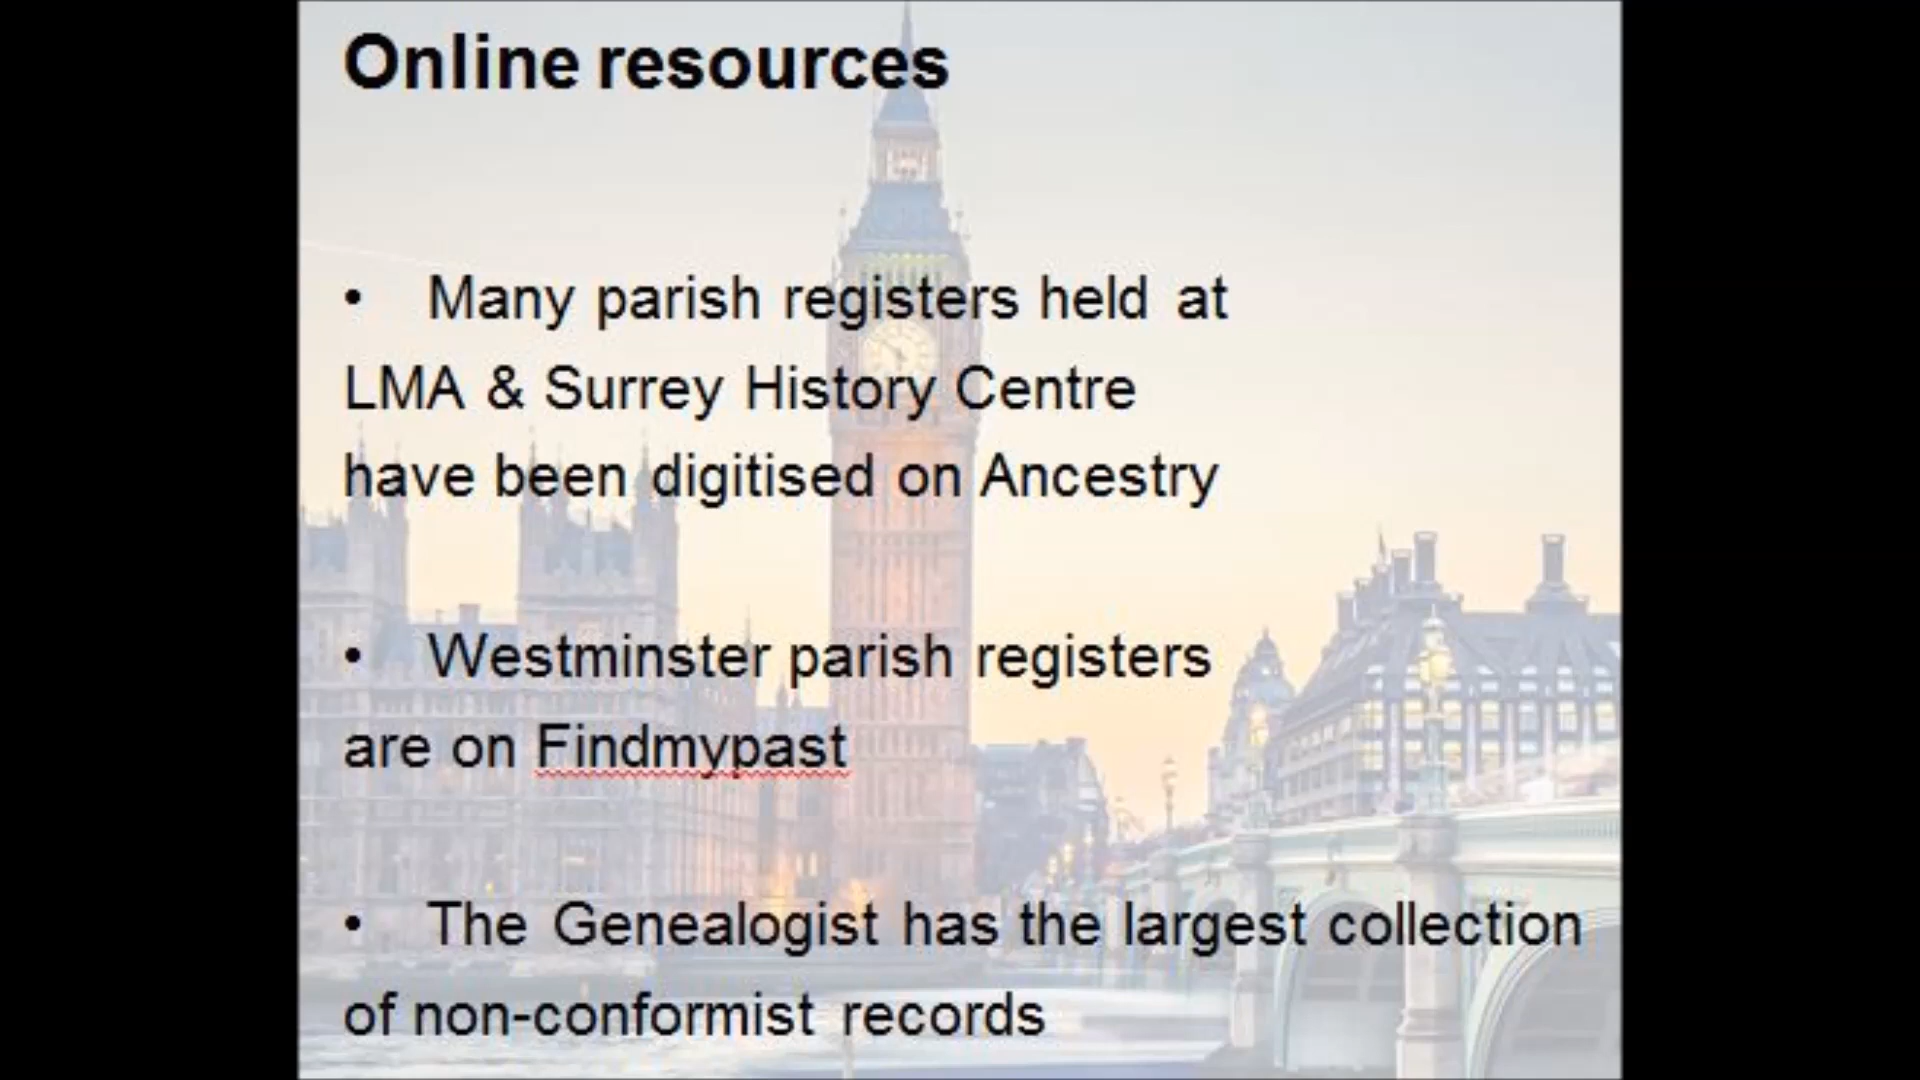 Online resources
• Many parish registers held at
LMA & Surrey History Centre
have been digitised on Ancestry
• Westminster parish registers
are on Findmypast
• The Genealogist has the largest collection
of non-conformist records